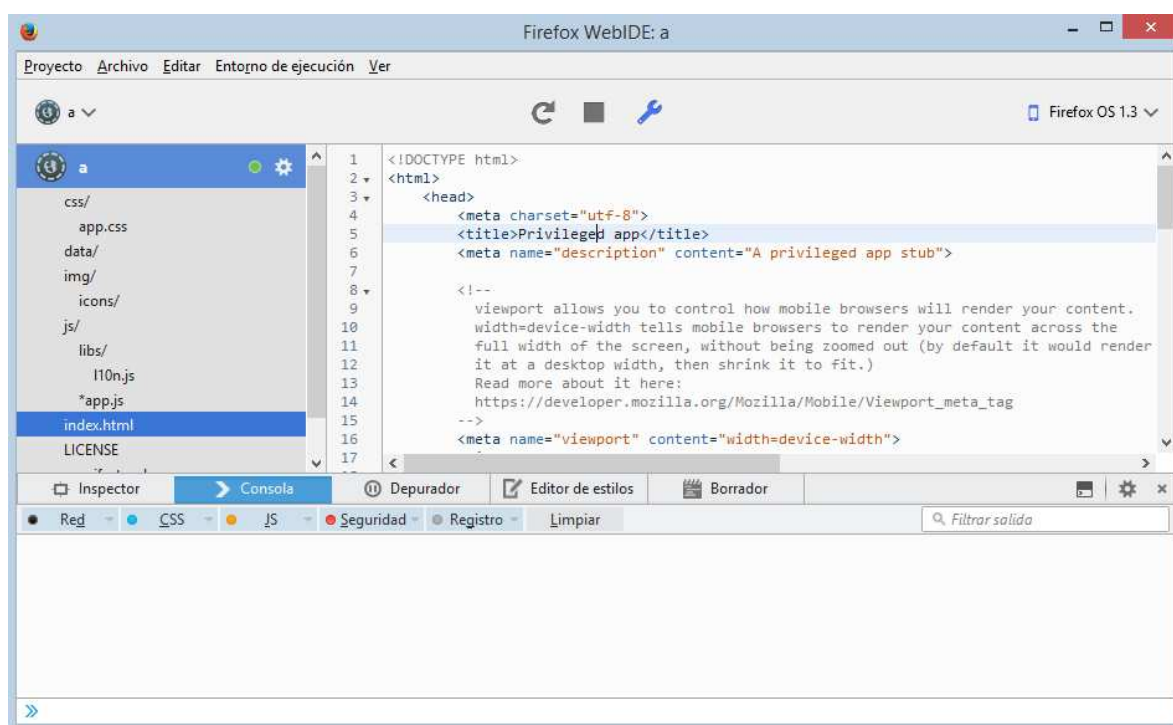 Firefox WebIDE: a
Proyecto Archivo Editar Entorno de ejecución Ver
a
Firefox OS 1.3
a
css/
app.css
data/
img/
icons/
js/
libs/
l10n.js
*app.js
index.html
LICENSE
1 <!DOCTYPE html>
2 <html>
3 <head>
4 <meta charset="utf-8">
5 <title>Privileged app</title>
6 <meta name="description" content="A privileged app stub">
7
8 <!--
9 viewport allows you to control how mobile browsers will render your content.
10 width=device-width tells mobile browsers to render your content across the
11 full width of the screen, without being zoomed out (by default it would render
12 it at a desktop width, then shrink it to fit.)
13 Read more about it here:
14 https://developer.mozilla.org/Mozilla/Mobile/Viewport_meta_tag
15 -->
16 <meta name="viewport" content="width=device-width">
17
Inspector Consola Depurador Editor de estilos Borrador
Red CSS JS Seguridad Registro Limpiar Filtrar salida